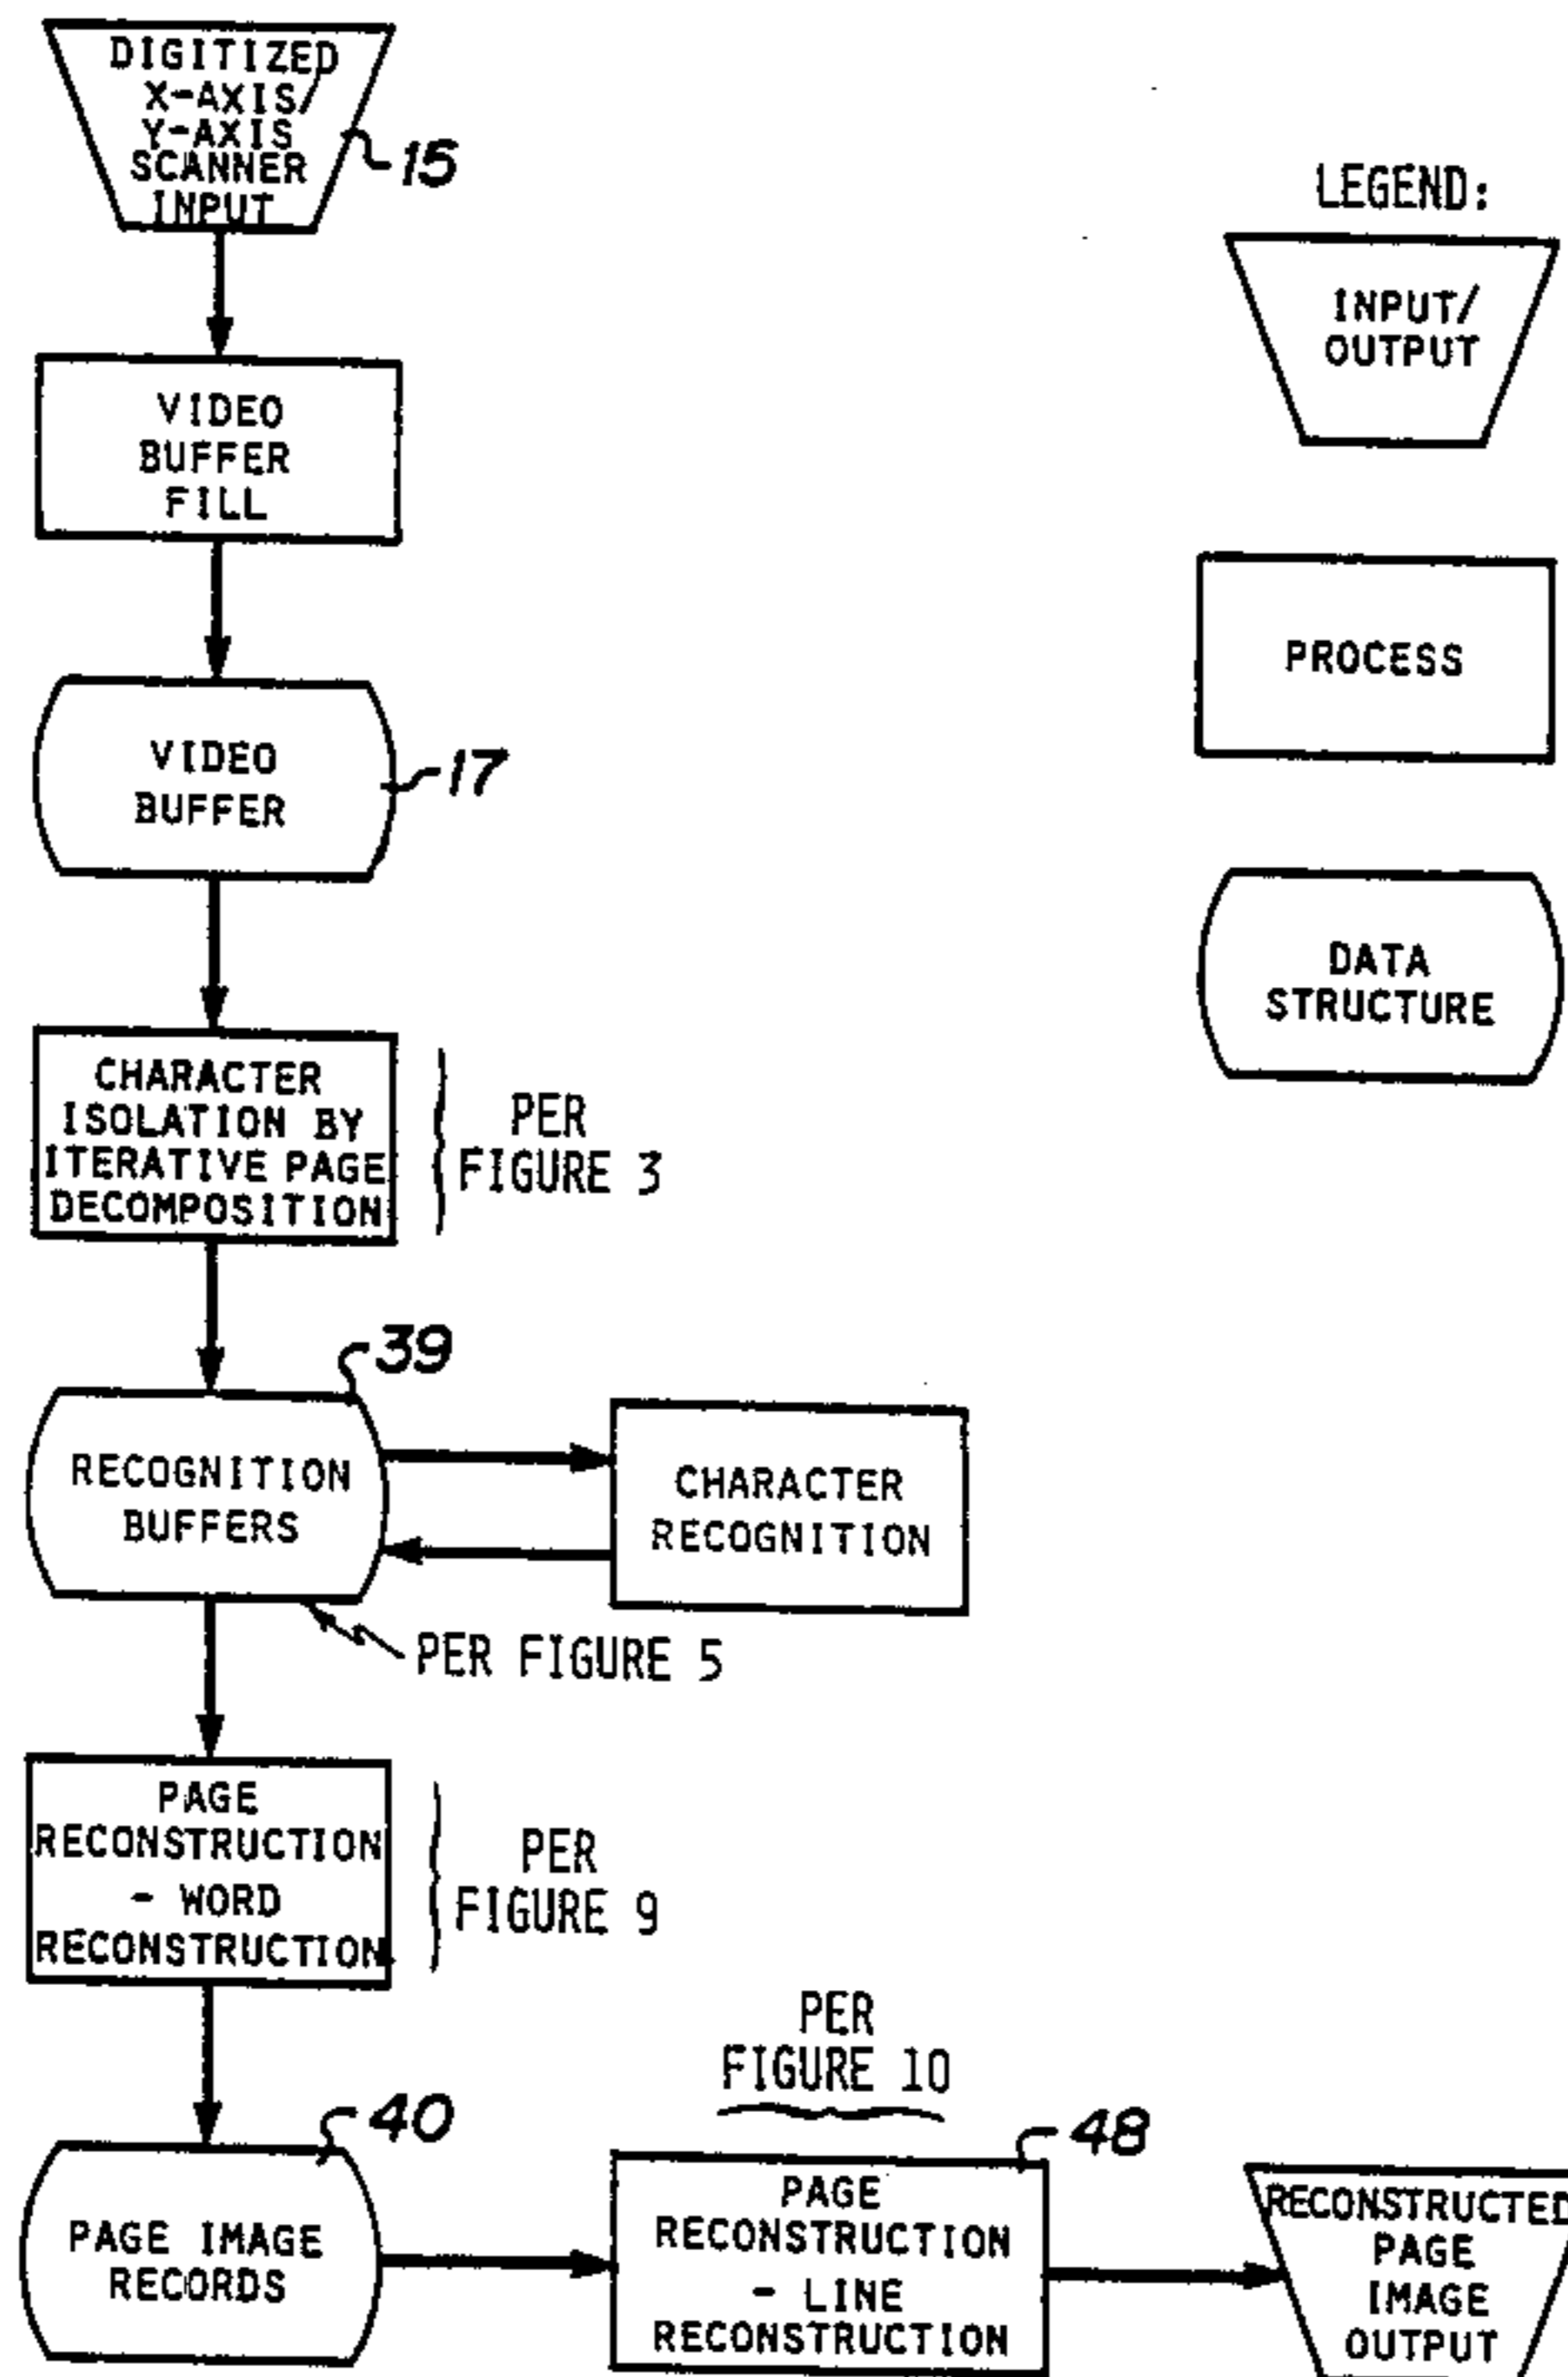 DIGITIZED
X-AXIS/
Y-AXIS
SCANNER
INPUT
15
VIDEO
BUFFER
FILL
VIDEO
BUFFER
17
CHARACTER
ISOLATION BY
ITERATIVE PAGE
DECOMPOSITION
PER
FIGURE 3
39
RECOGNITION
BUFFERS
CHARACTER
RECOGNITION
PER FIGURE 5
PAGE
RECONSTRUCTION
- WORD
RECONSTRUCTION
PER
FIGURE 9
40
PAGE IMAGE
RECORDS
PER
FIGURE 10
48
PAGE
RECONSTRUCTION
- LINE
RECONSTRUCTION
RECONSTRUCTED
PAGE
IMAGE
OUTPUT
LEGEND:
INPUT/
OUTPUT
PROCESS
DATA
STRUCTURE